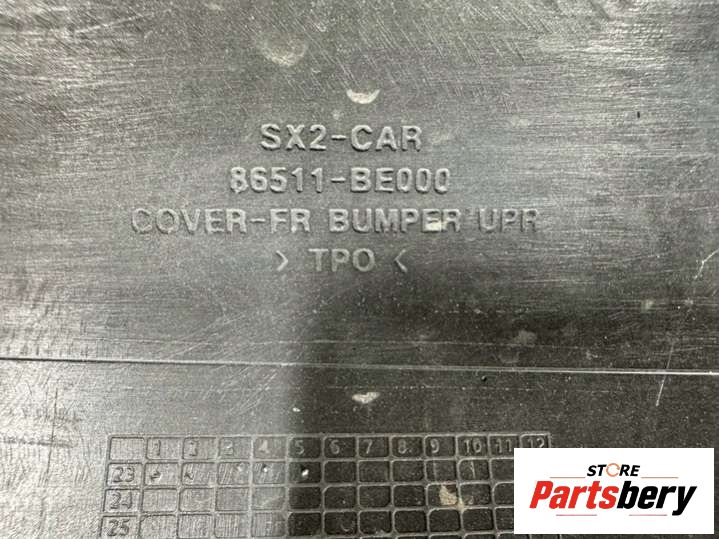 SX2-CAR
86511-BE000
COVER-FR BUMPER UPR
> TPO <
1 2 3 4 5 6 7 8 9 10 11 12
23
24
25
STORE
Partsbery